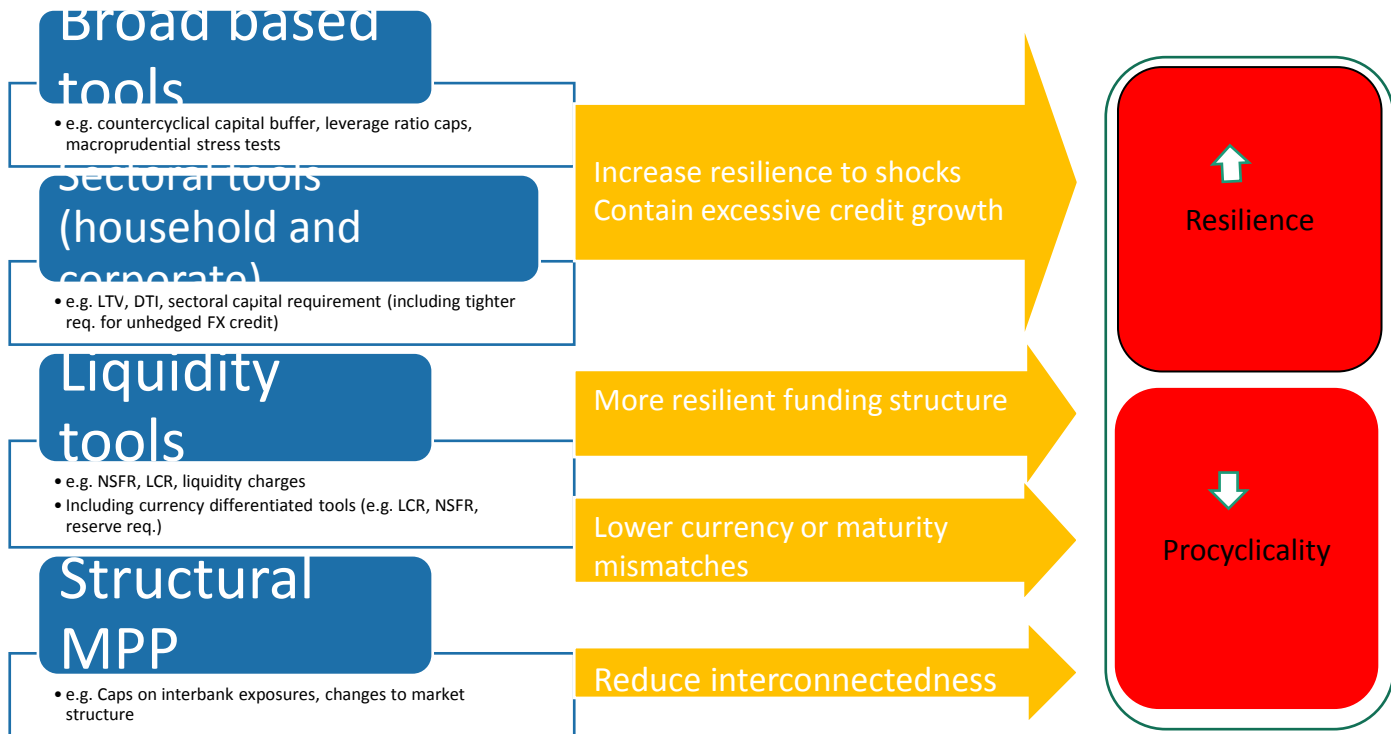 Broad based
tools
• e.g. countercyclical capital buffer, leverage ratio caps,
macroprudential stress tests
Sectoral tools
(household and
corporate)
• e.g. LTV, DTI, sectoral capital requirement (including tighter
req. for unhedged FX credit)
Liquidity
tools
• e.g. NSFR, LCR, liquidity charges
• Including currency differentiated tools (e.g. LCR, NSFR,
reserve req.)
Structural
MPP
• e.g. Caps on interbank exposures, changes to market
structure
Increase resilience to shocks
Contain excessive credit growth
More resilient funding structure
Lower currency or maturity
mismatches
Reduce interconnectedness
Resilience
Procyclicality